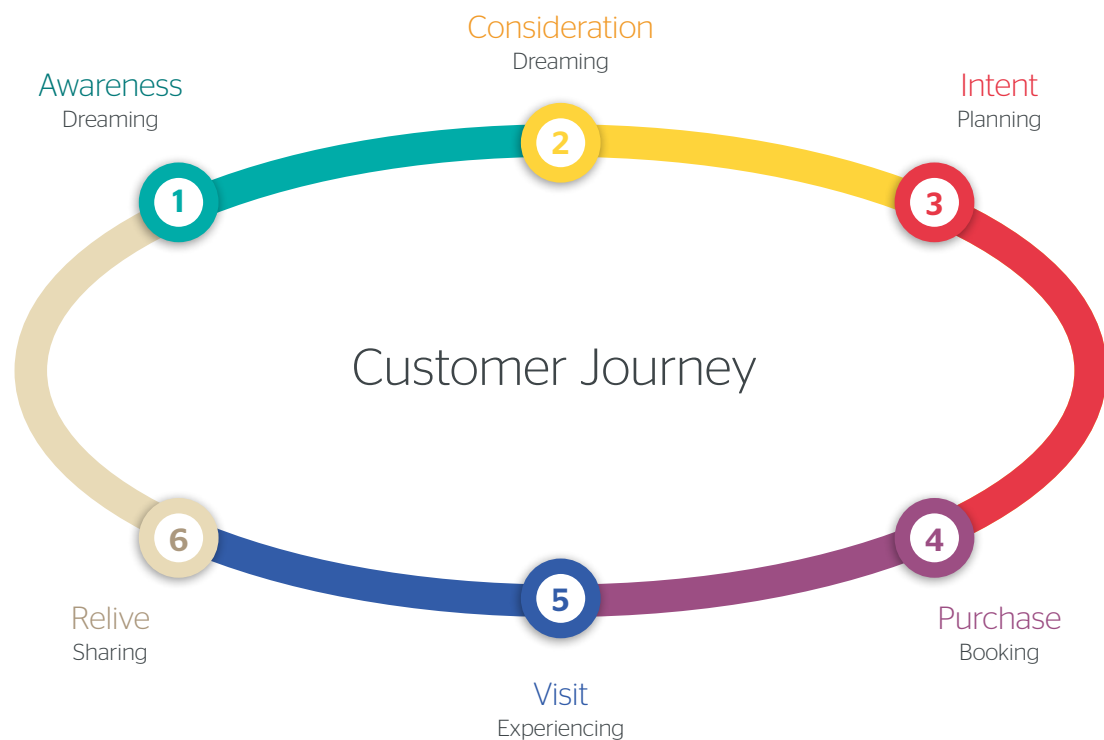 Consideration
Dreaming
Awareness
Dreaming
Intent
Planning
2
1
3
Customer Journey
6
4
5
Relive
Sharing
Purchase
Booking
Visit
Experiencing